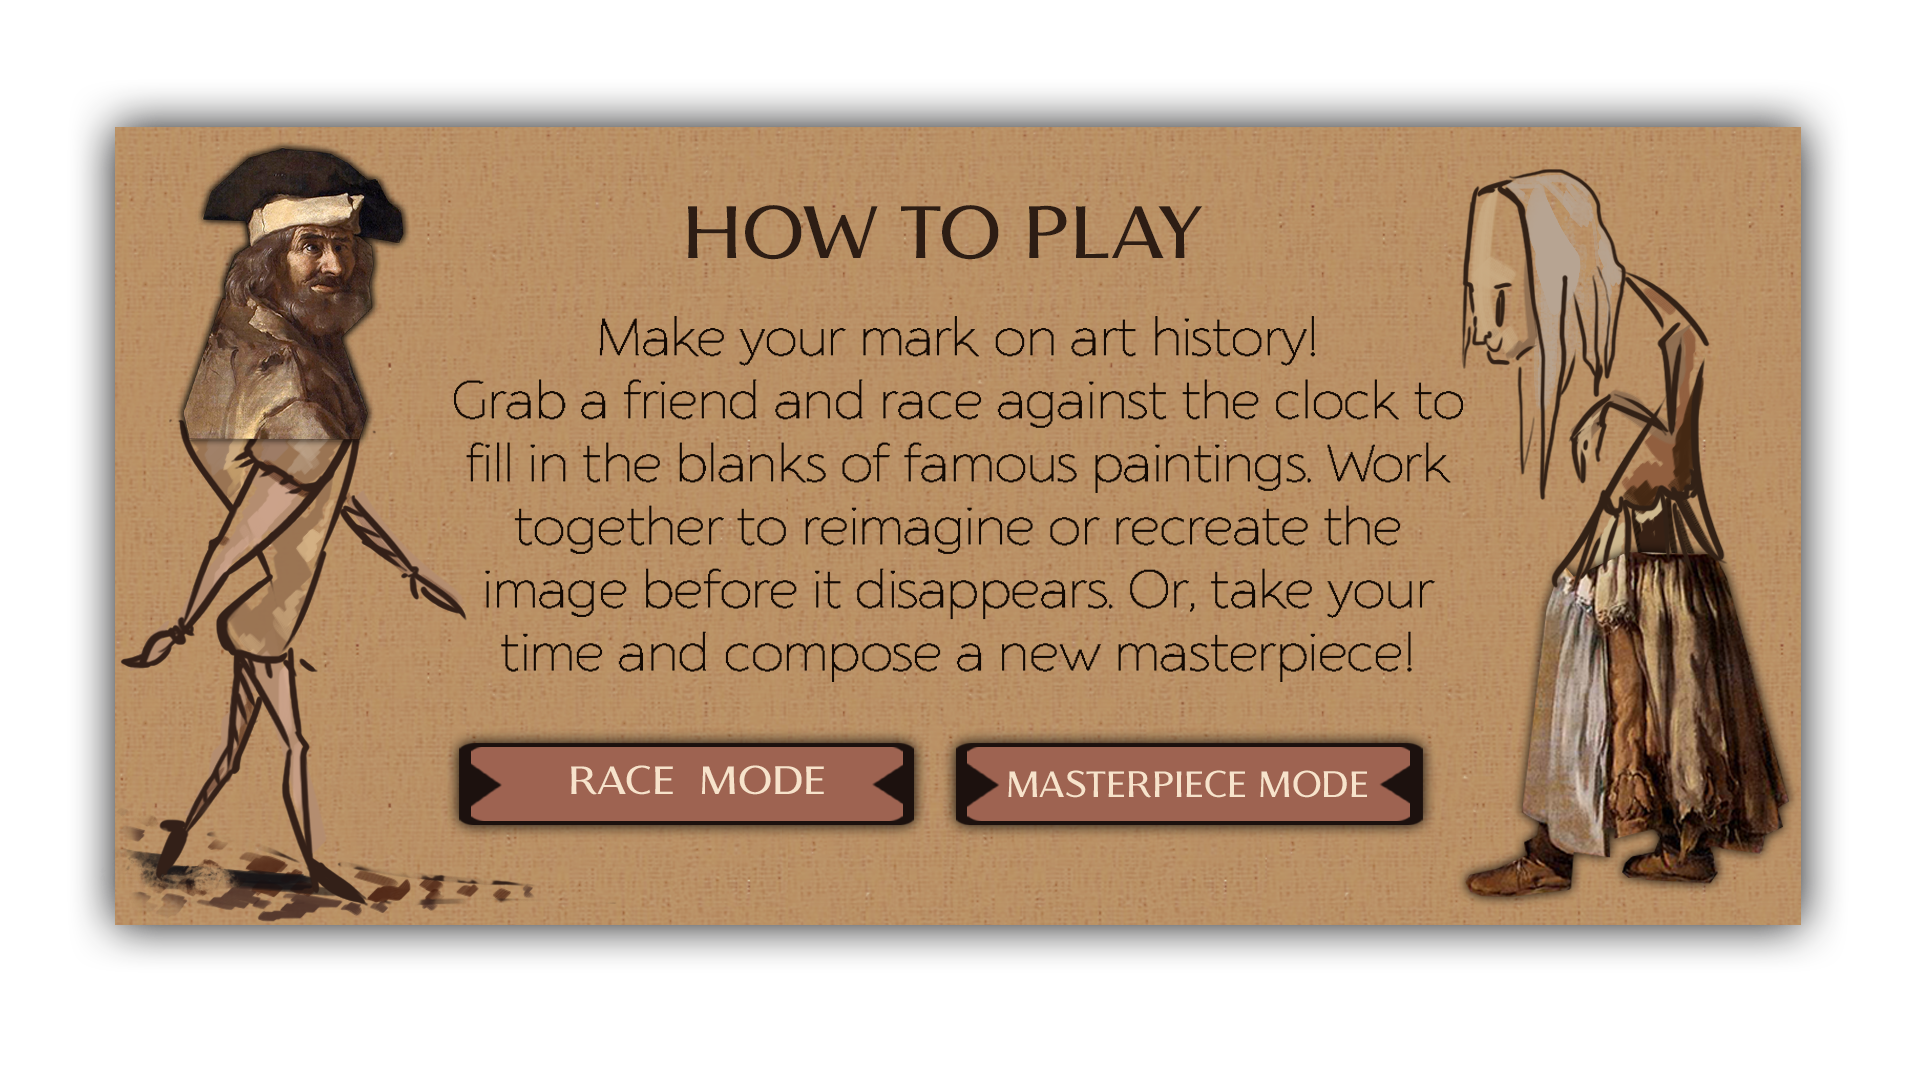 HOW TO PLAY
Make your mark on art history!
Grab a friend and race against the clock to
fill in the blanks of famous paintings. Work
together to reimagine or recreate the
image before it disappears. Or, take your
time and compose a new masterpiece!
RACE MODE
MASTERPIECE MODE